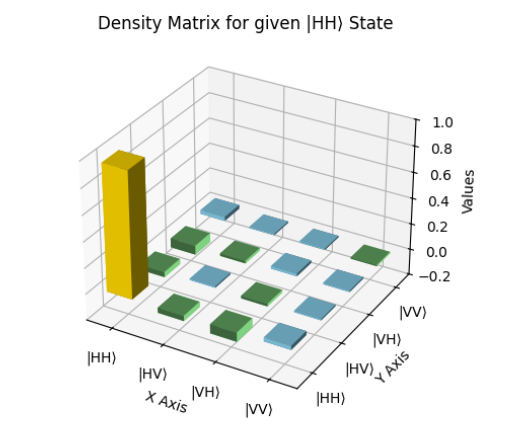 Density Matrix for given |HH⟩ State
1.0
0.8
0.6
0.4
0.2
0.0
−0.2
Values
|HH⟩
|HV⟩
|VH⟩
|VV⟩
X Axis
|HH⟩
|HV⟩
|VH⟩
|VV⟩
Y Axis